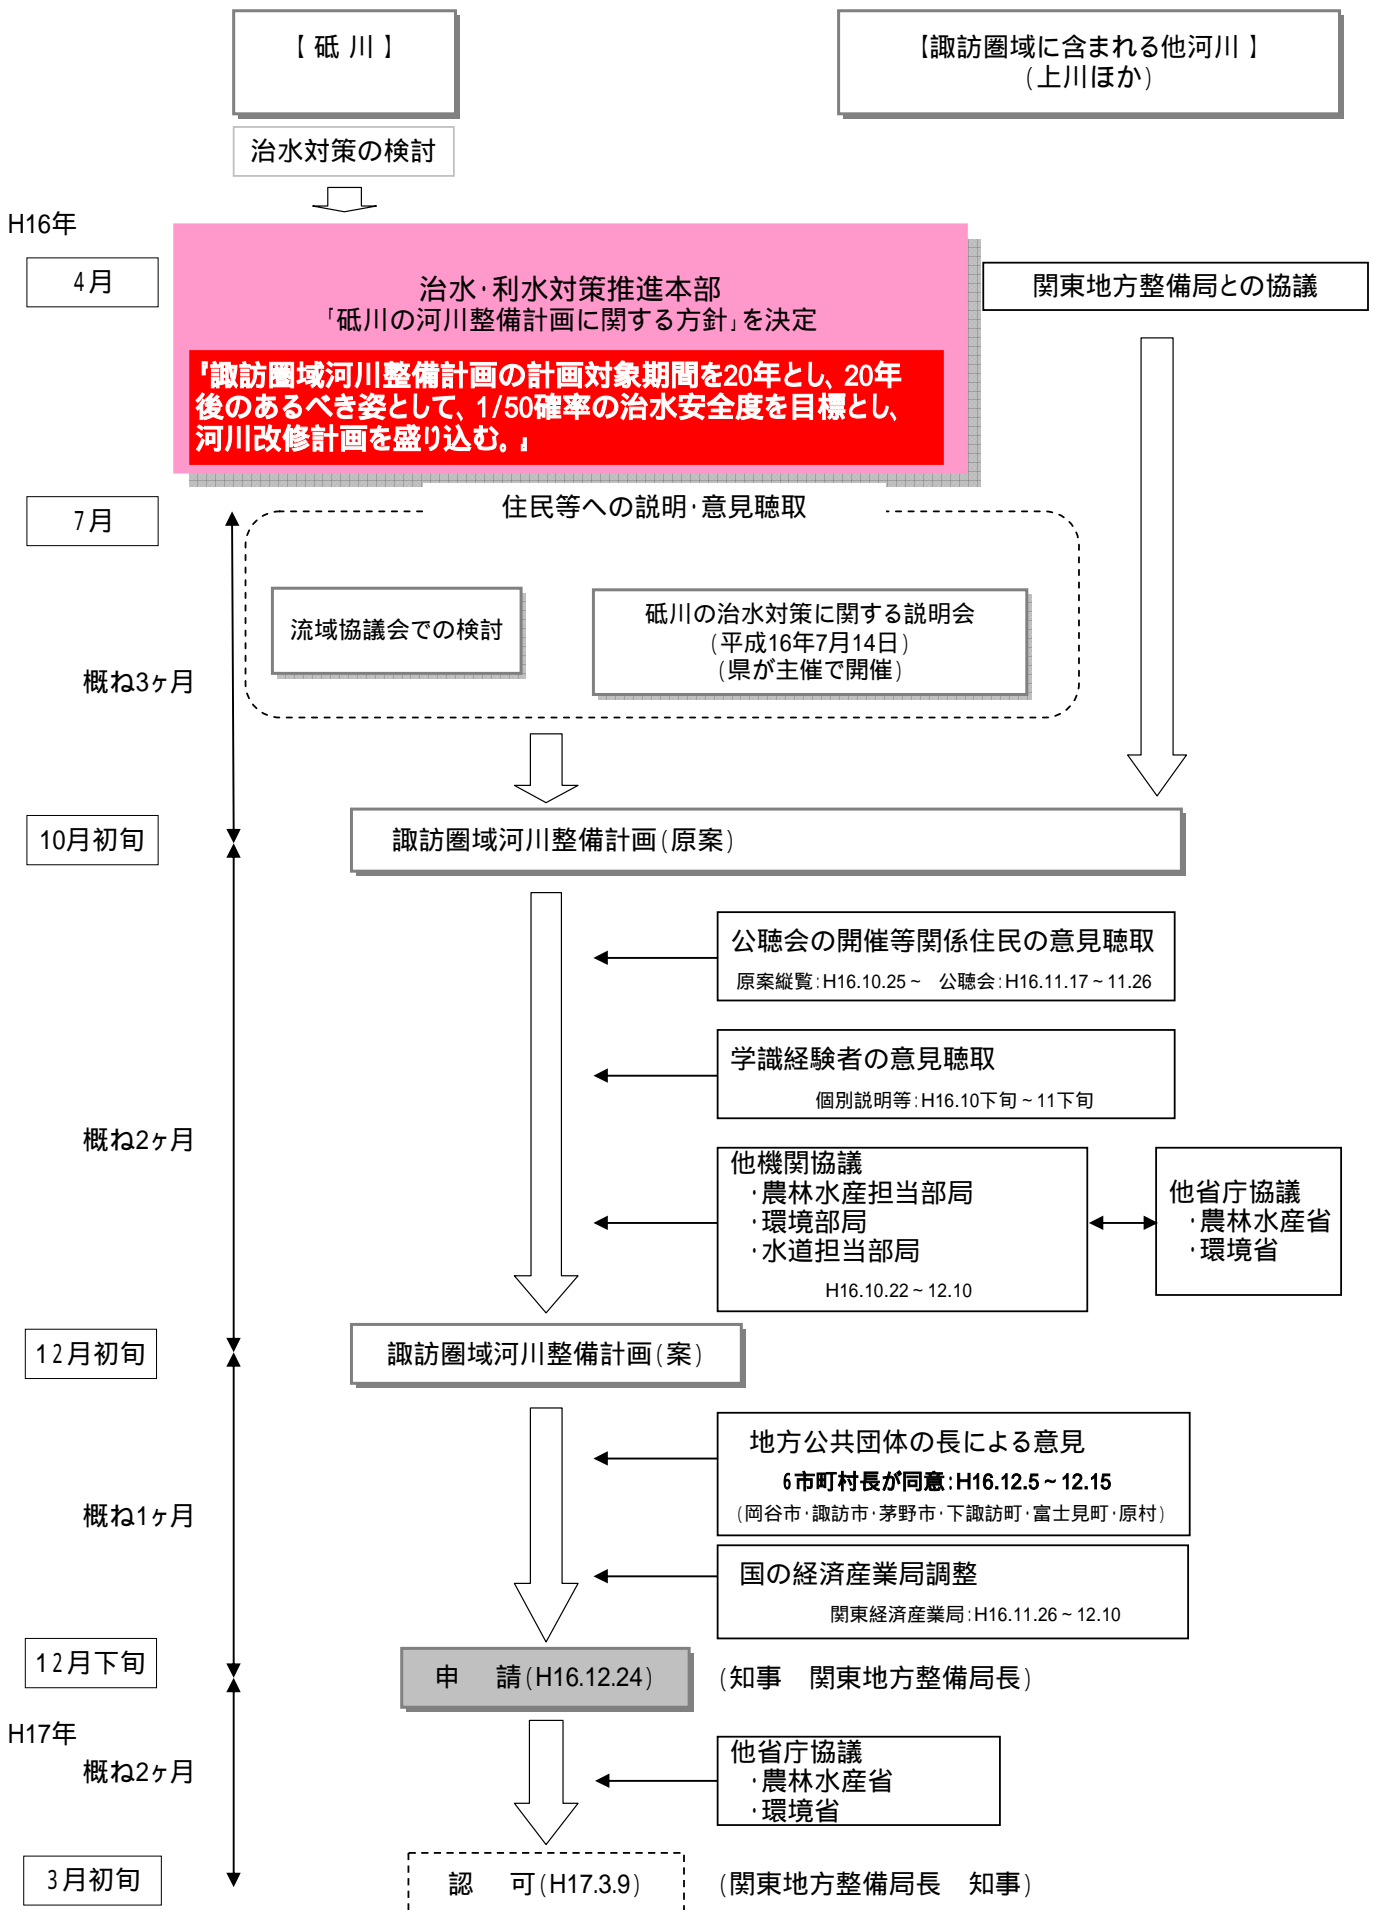 【 砥 川 】
【諏訪圏域に含まれる他河川 】
(上川ほか)
治水対策の検討
H16年
4月
治水・利水対策推進本部
「砥川の河川整備計画に関する方針」を決定
『諏訪圏域河川整備計画の計画対象期間を20年とし、20年
後のあるべき姿として、1/50確率の治水安全度を目標とし、
河川改修計画を盛り込む。』
関東地方整備局との協議
7月
住民等への説明・意見聴取
流域協議会での検討
砥川の治水対策に関する説明会
(平成16年7月14日)
(県が主催で開催)
概ね3ヶ月
10月初旬
諏訪圏域河川整備計画(原案)
公聴会の開催等関係住民の意見聴取
原案縦覧:H16.10.25~ 公聴会:H16.11.17~11.26
学識経験者の意見聴取
個別説明等:H16.10下旬~11下旬
概ね2ヶ月
他機関協議
・農林水産担当部局
・環境部局
・水道担当部局
H16.10.22~12.10
他省庁協議
・農林水産省
・環境省
12月初旬
諏訪圏域河川整備計画(案)
地方公共団体の長による意見
6市町村長が同意:H16.12.5~12.15
(岡谷市・諏訪市・茅野市・下諏訪町・富士見町・原村)
概ね1ヶ月
国の経済産業局調整
関東経済産業局:H16.11.26~12.10
12月下旬
申 請(H16.12.24)
(知事 関東地方整備局長)
H17年
概ね2ヶ月
他省庁協議
・農林水産省
・環境省
3月初旬
認 可(H17.3.9)
(関東地方整備局長 知事)